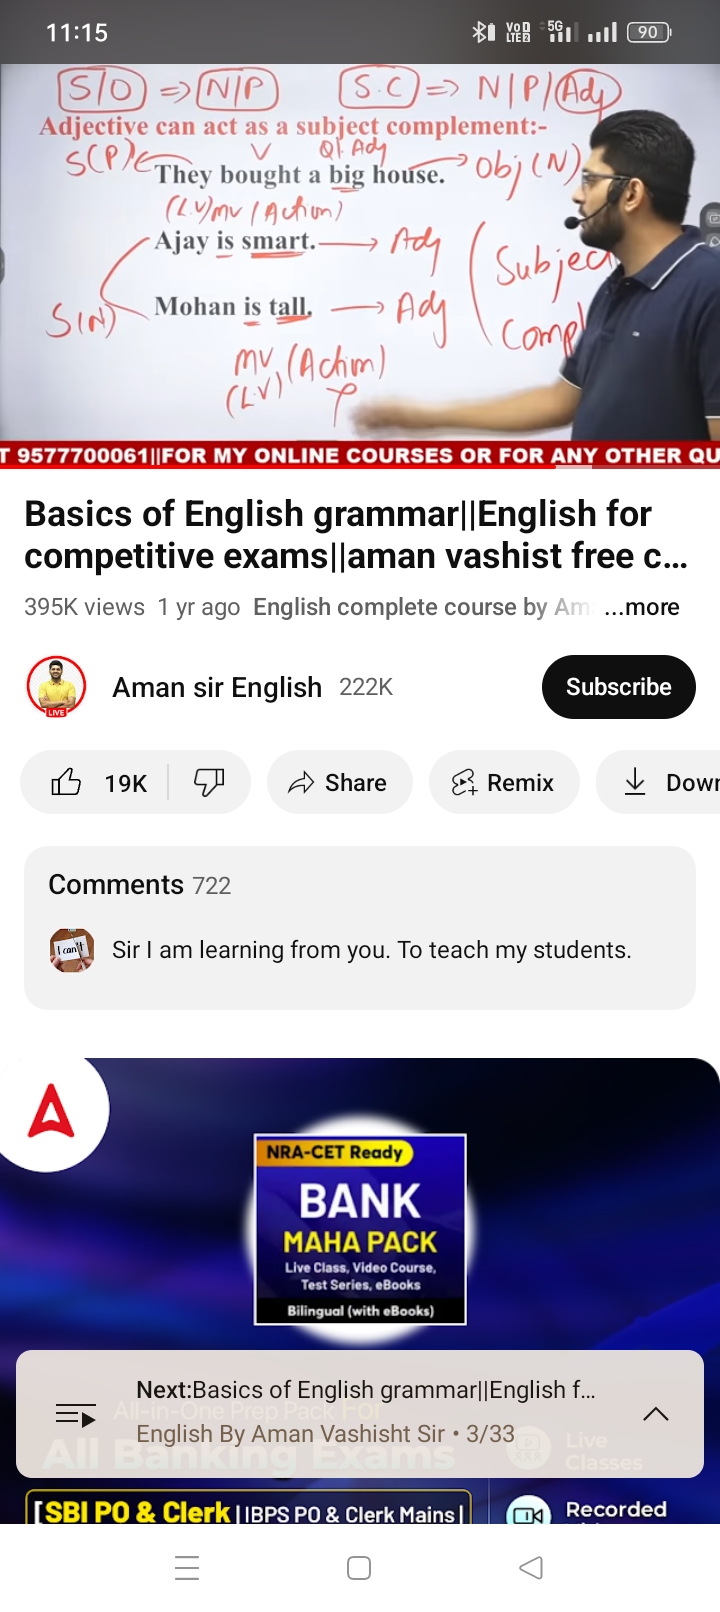 11:15
VoD LTE2 5G 90
S/O => N/P S.C => N/P/Adj
Adjective can act as a subject complement:-
S(P) V Ql. Adj
They bought a big house. Obj (N)
(L.V) MV (Action)
Ajay is smart. Adj
Subject
S(N) Mohan is tall. Adj
Compl
MV (Action)
(L.V)
T 9577700061||FOR MY ONLINE COURSES OR FOR ANY OTHER QU
Basics of English grammar||English for
competitive exams||aman vashist free c...
395K views 1 yr ago English complete course by Am ...more
LIVE
Aman sir English 222K Subscribe
19K Share Remix Down
Comments 722
I can't
Sir I am learning from you. To teach my students.
NRA-CET Ready
BANK
MAHA PACK
Live Class, Video Course,
Test Series, eBooks
Bilingual (with eBooks)
Next:Basics of English grammar||English f...
All-in-One Prep Pack For
English By Aman Vashisht Sir • 3/33
All Banking Exams
Live
Classes
[SBI PO & Clerk | IBPS PO & Clerk Mains |
Recorded